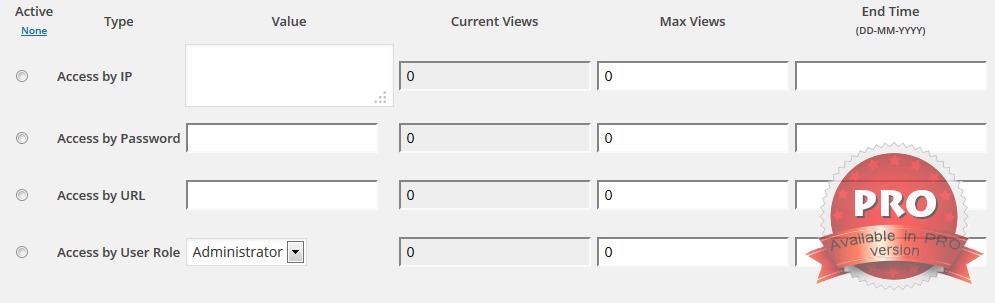 Active Type Value Current Views Max Views End Time
None (DD-MM-YYYY)
Access by IP 0 0
Access by Password 0 0
Access by URL 0 0
Access by User Role Administrator 0 0
PRO
Available in PRO
version